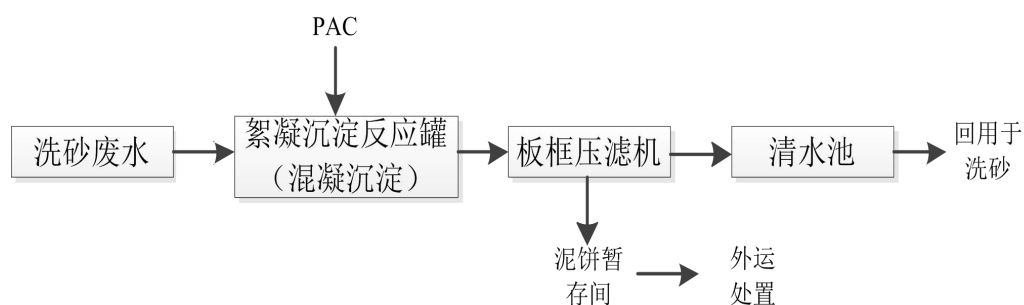 PAC
洗砂废水
絮凝沉淀反应罐
（混凝沉淀）
板框压滤机
清水池
回用于
洗砂
泥饼暂
存间
外运
处置